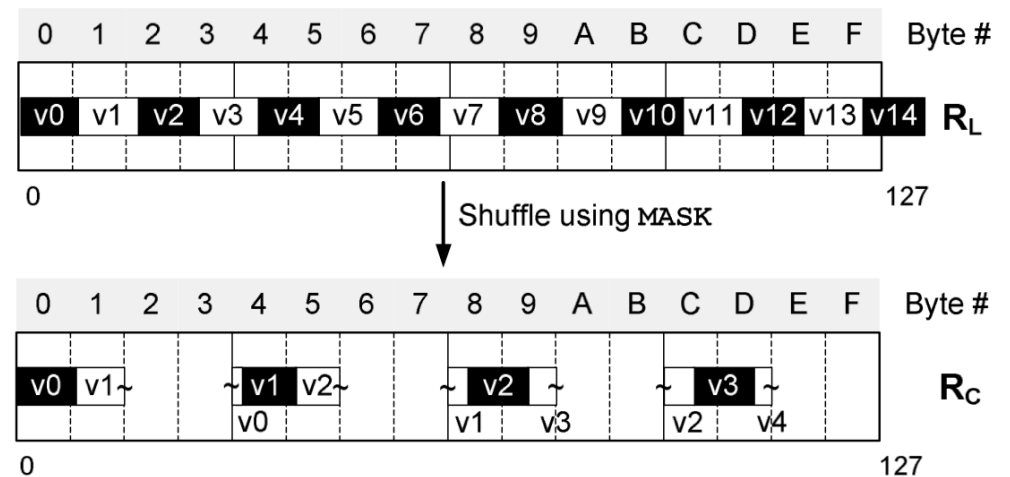 0 1 2 3 4 5 6 7 8 9 A B C D E F Byte #
v0 v1 v2 v3 v4 v5 v6 v7 v8 v9 v10 v11 v12 v13 v14 RL
0 127
Shuffle using MASK
0 1 2 3 4 5 6 7 8 9 A B C D E F Byte #
v0 v1~ ~ v1 v2~ ~ v2 ~ ~ v3 ~ RC
v0 v1 v3 v2 v4
0 127